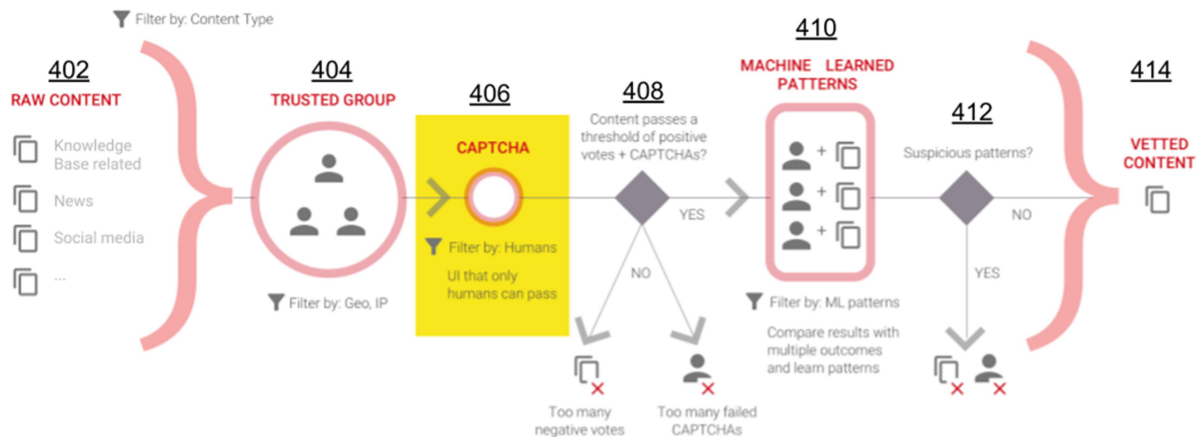 Filter by: Content Type
402
RAW CONTENT
Knowledge
Base related
News
Social media
...
404
TRUSTED GROUP
Filter by: Geo, IP
406
CAPTCHA
Filter by: Humans
UI that only
humans can pass
408
Content passes a
threshold of positive
votes + CAPTCHAs?
YES
NO
Too many
negative votes
Too many failed
CAPTCHAs
410
MACHINE LEARNED
PATTERNS
+
+
+
Filter by: ML patterns
Compare results with
multiple outcomes
and learn patterns
412
Suspicious patterns?
NO
YES
414
VETTED
CONTENT